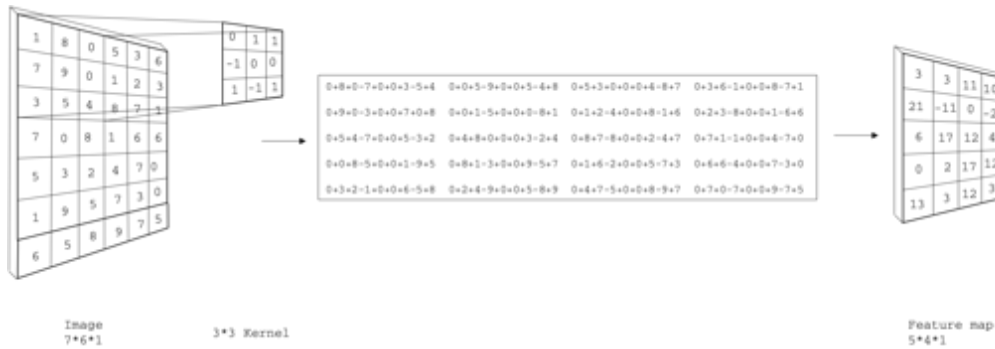 1 8 0 5 3 6
7 9 0 1 2 3
3 5 4 8 7 1
7 0 8 1 6 6
5 3 2 4 7 0
1 9 5 7 3 0
6 5 8 9 7 5
0 1 1
-1 0 0
1 -1 1
0+8+0-7+0+0+3-5+4 0+0+5-9+0+0+5-4+8 0+5+3+0+0+0+4-8+7 0+3+6-1+0+0+8-7+1
0+9+0-3+0+0+7+0+8 0+0+1-5+0+0+0-8+1 0+1+2-4+0+0+8-1+6 0+2+3-8+0+0+1-6+6
0+5+4-7+0+0+5-3+2 0+4+8+0+0+0+3-2+4 0+8+7-8+0+0+2-4+7 0+7+1-1+0+0+4-7+0
0+0+8-5+0+0+1-9+5 0+8+1-3+0+0+9-5+7 0+1+6-2+0+0+5-7+3 0+6+6-4+0+0+7-3+0
0+3+2-1+0+0+6-5+8 0+2+4-9+0+0+5-8+9 0+4+7-5+0+0+8-9+7 0+7+0-7+0+0+9-7+5
3 3 11 10
21 -11 0 -2
6 17 12 4
0 2 17 12
13 3 12 3
Image
7*6*1
3*3 Kernel
Feature map
5*4*1